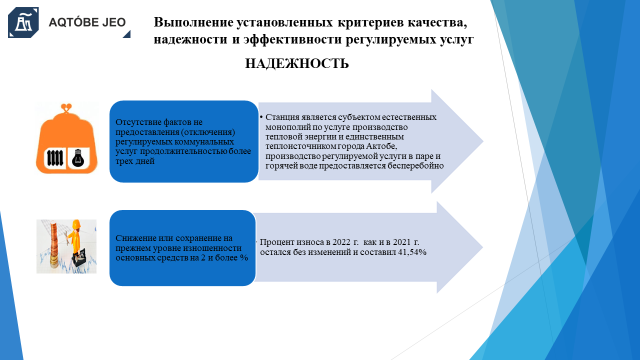 AQTÓBE JEO
Выполнение установленных критериев качества,
надежности и эффективности регулируемых услуг
НАДЕЖНОСТЬ
Отсутствие фактов не
предоставления (отключения)
регулируемых коммунальных
услуг продолжительностью более
трех дней
• Станция является субъектом естественных
монополий по услуге производство
тепловой энергии и единственным
теплоисточником города Актобе,
производство регулируемой услуги в паре и
горячей воде предоставляется бесперебойно
Снижение или сохранение на
прежнем уровне изношенности
основных средств на 2 и более %
Процент износа в 2022 г. как и в 2021 г.
остался без изменений и составил 41,54%